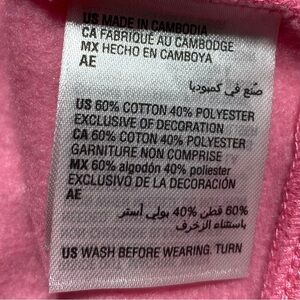 US MADE IN CAMBODIA
CA FABRIQUÉ AU CAMBODGE
MX HECHO EN CAMBOYA
AE
صُنع في كمبوديا
US 60% COTTON 40% POLYESTER
EXCLUSIVE OF DECORATION
CA 60% COTON 40% POLYESTER
GARNITURE NON COMPRISE
MX 60% algodón 40% poliester
EXCLUSIVO DE LA DECORACIÓN
AE
60% قطن 40% بولي أستر
باستثناء الزخرف
US WASH BEFORE WEARING. TURN